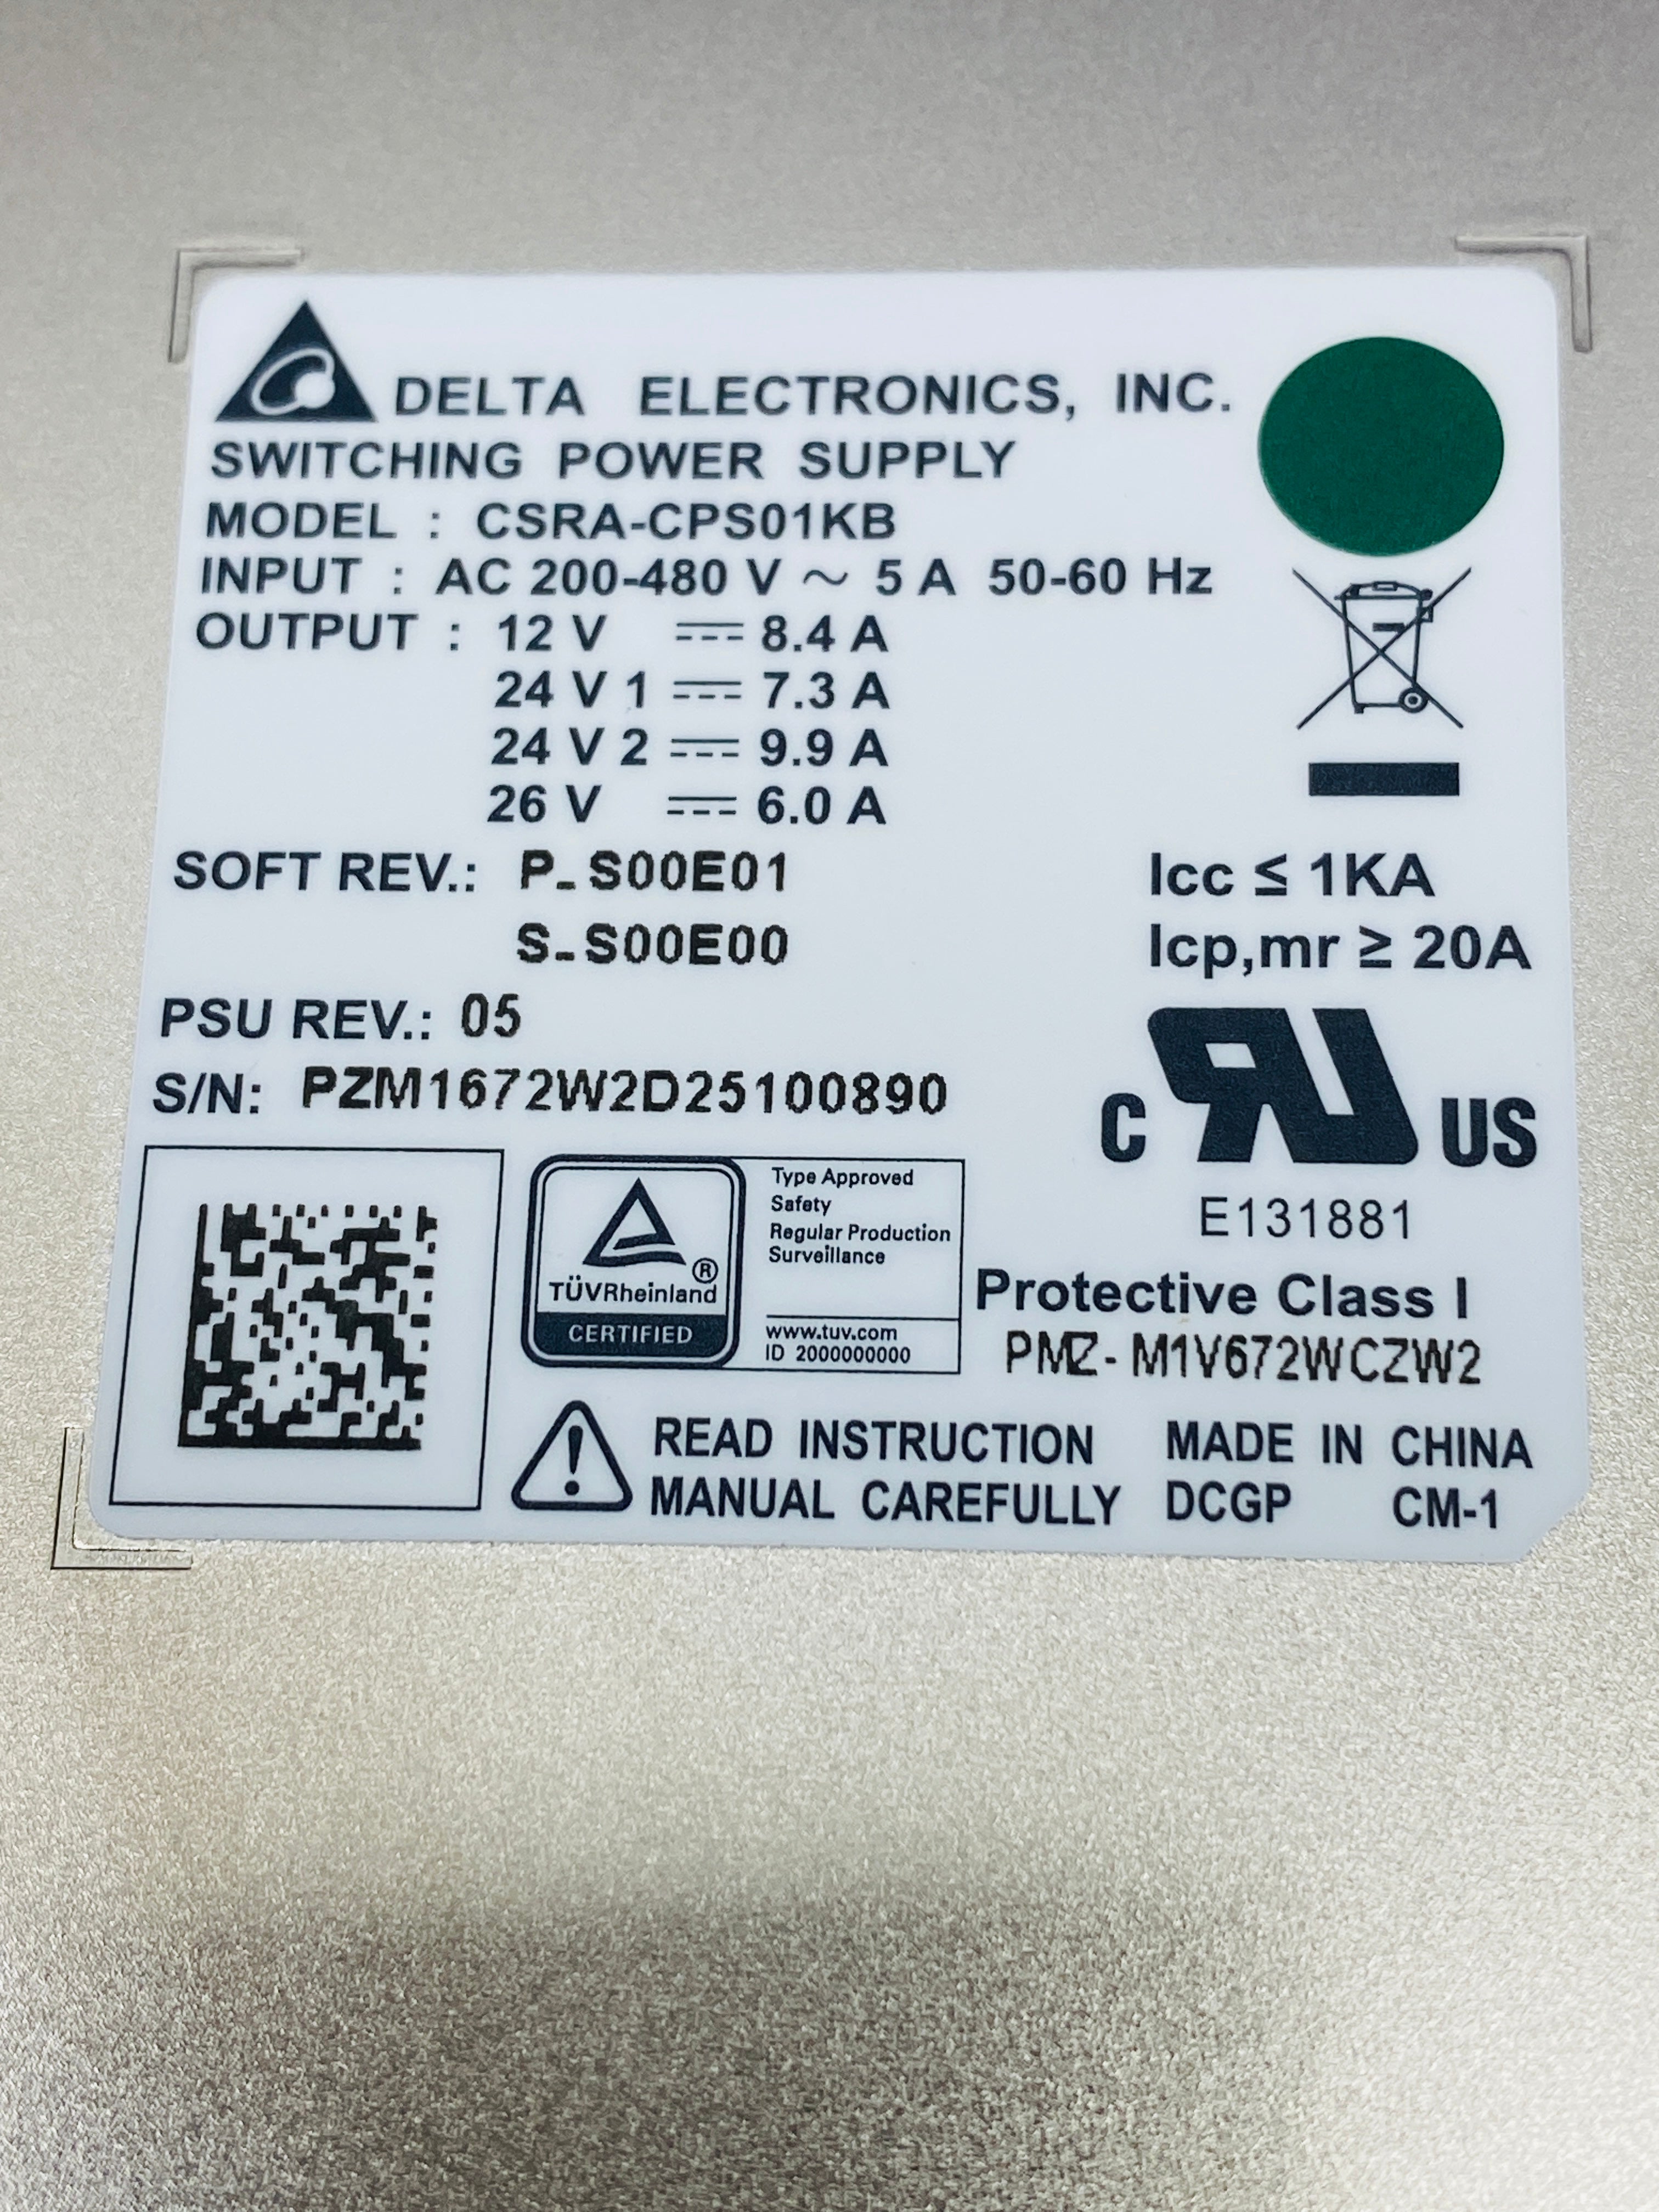 DELTA ELECTRONICS, INC.
SWITCHING POWER SUPPLY
MODEL : CSRA-CPS01KB
INPUT : AC 200-480 V ~ 5 A 50-60 Hz
OUTPUT : 12 V ⎓ 8.4 A
24 V 1 ⎓ 7.3 A
24 V 2 ⎓ 9.9 A
26 V ⎓ 6.0 A
SOFT REV.: P_S00E01
S_S00E00
Icc ≤ 1KA
Icp,mr ≥ 20A
PSU REV.: 05
S/N: PZM1672W2D25100890
C RU US
E131881
TÜVRheinland®
CERTIFIED
Type Approved
Safety
Regular Production
Surveillance
www.tuv.com
ID 2000000000
Protective Class I
PMZ-M1V672WCZW2
READ INSTRUCTION
MANUAL CAREFULLY
MADE IN CHINA
DCGP CM-1